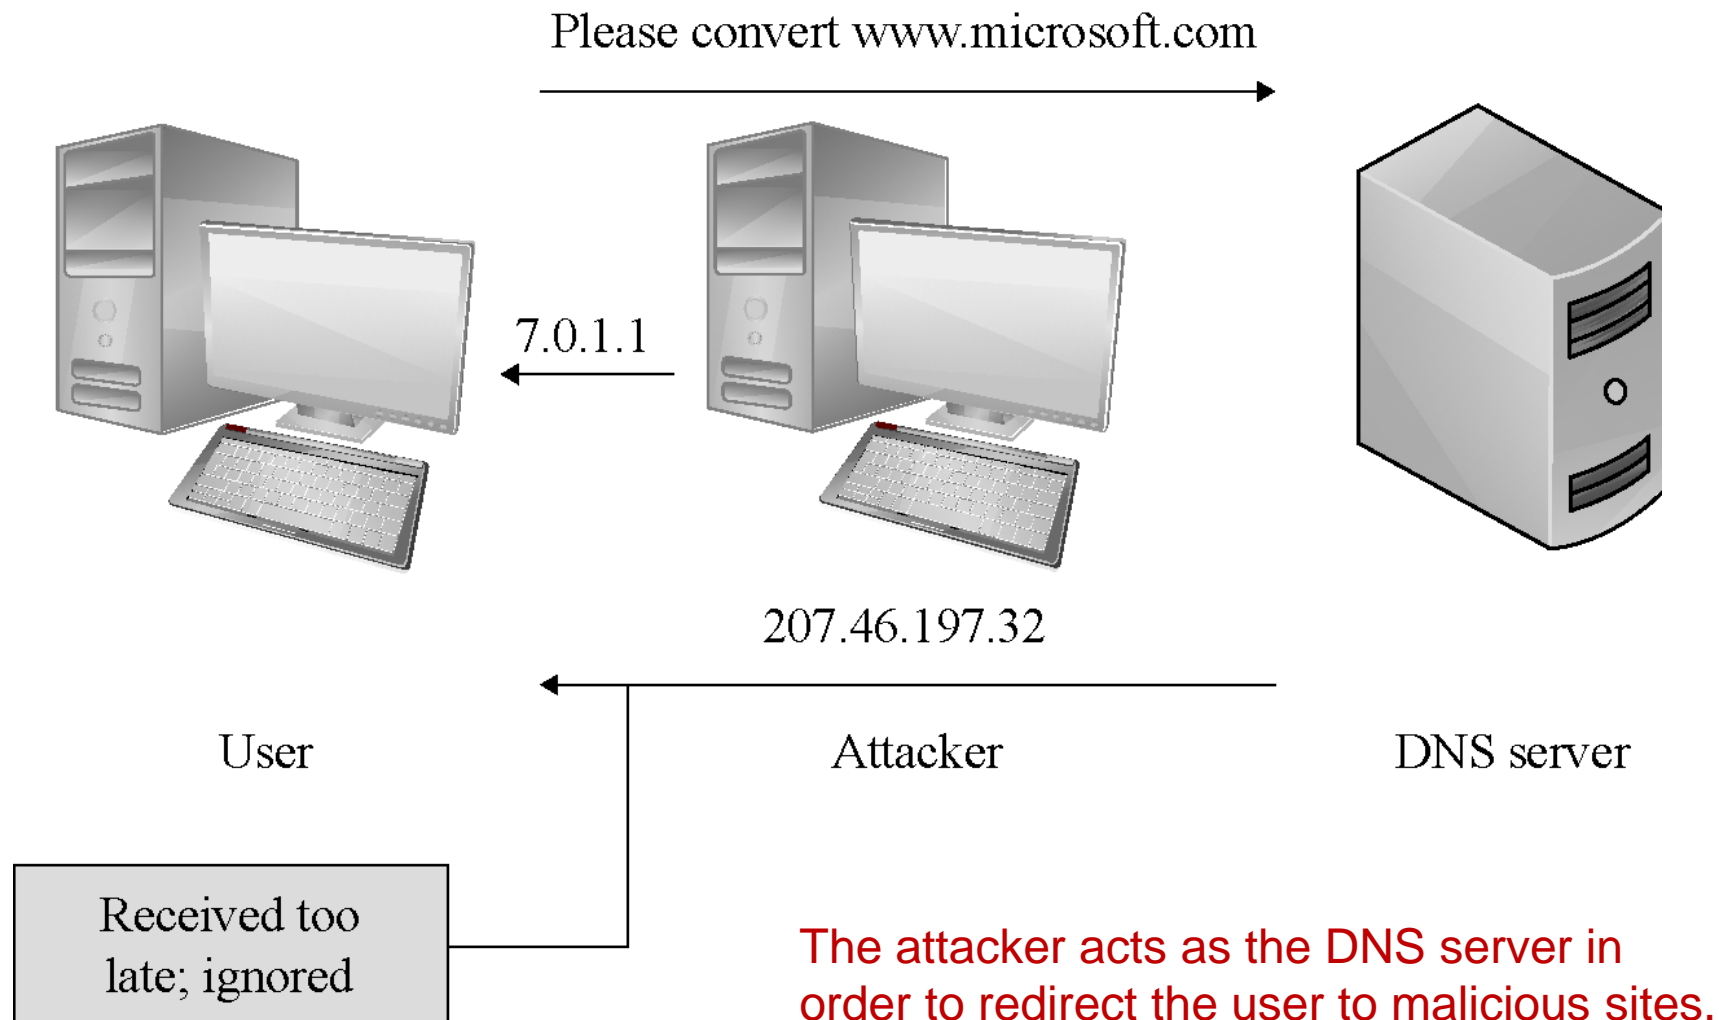 Please convert www.microsoft.com
7.0.1.1
207.46.197.32
User
Attacker
DNS server
Received too
late; ignored
The attacker acts as the DNS server in
order to redirect the user to malicious sites.